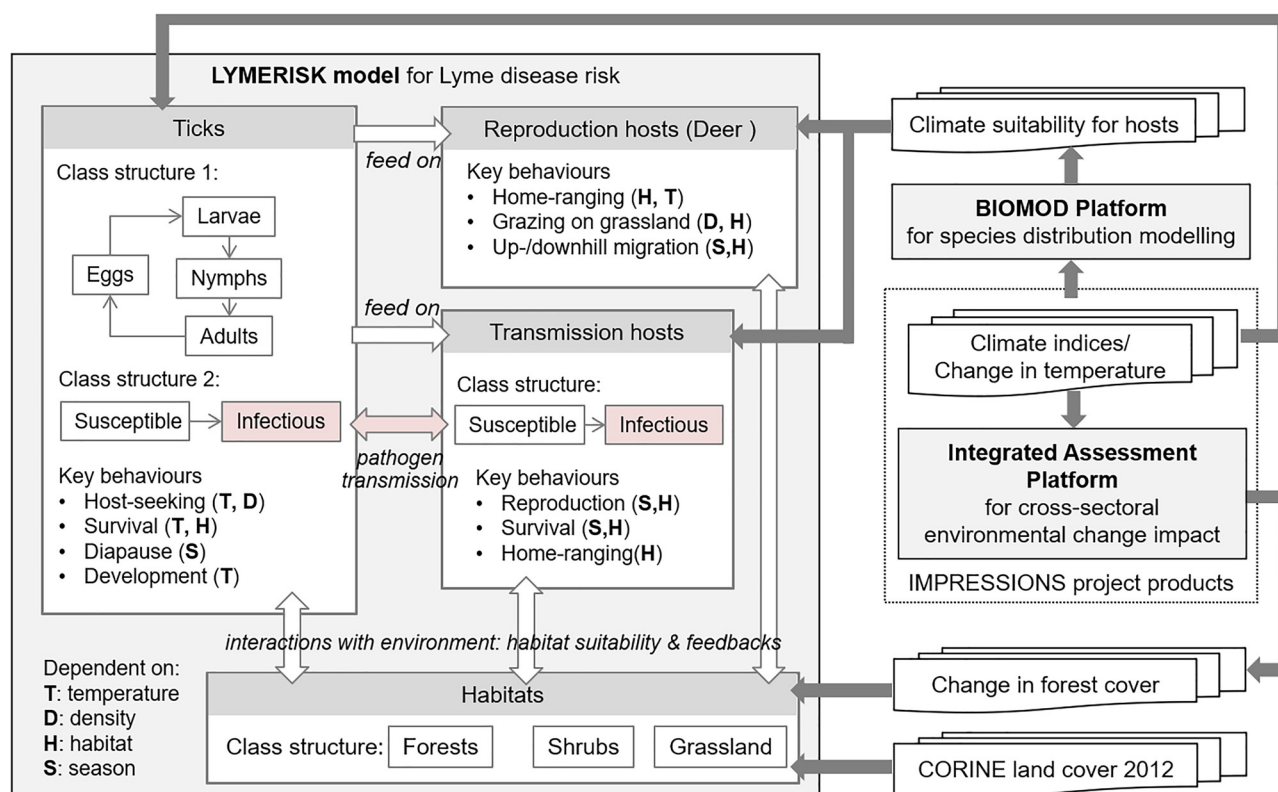 LYMERISK model for Lyme disease risk
Ticks
Class structure 1:
Larvae
Eggs
Nymphs
Adults
Class structure 2:
Susceptible
Infectious
Key behaviours
• Host-seeking (T, D)
• Survival (T, H)
• Diapause (S)
• Development (T)
feed on
feed on
pathogen
transmission
Reproduction hosts (Deer )
Key behaviours
• Home-ranging (H, T)
• Grazing on grassland (D, H)
• Up-/downhill migration (S,H)
Transmission hosts
Class structure:
Susceptible
Infectious
Key behaviours
• Reproduction (S,H)
• Survival (S,H)
• Home-ranging(H)
interactions with environment: habitat suitability & feedbacks
Dependent on:
T: temperature
D: density
H: habitat
S: season
Habitats
Class structure:
Forests
Shrubs
Grassland
Climate suitability for hosts
BIOMOD Platform
for species distribution modelling
Climate indices/
Change in temperature
Integrated Assessment
Platform
for cross-sectoral
environmental change impact
IMPRESSIONS project products
Change in forest cover
CORINE land cover 2012